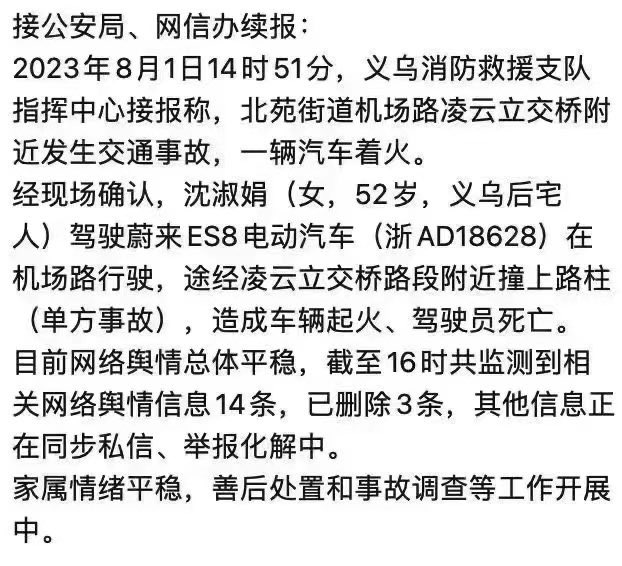 接公安局、网信办续报：
2023年8月1日14时51分，义乌消防救援支队
指挥中心接报称，北苑街道机场路凌云立交桥附
近发生交通事故，一辆汽车着火。
经现场确认，沈淑娟（女，52岁，义乌后宅
人）驾驶蔚来ES8电动汽车（浙AD18628）在
机场路行驶，途经凌云立交桥路段附近撞上路柱
（单方事故），造成车辆起火、驾驶员死亡。
目前网络舆情总体平稳，截至16时共监测到相
关网络舆情信息14条，已删除3条，其他信息正
在同步私信、举报化解中。
家属情绪平稳，善后处置和事故调查等工作开展
中。